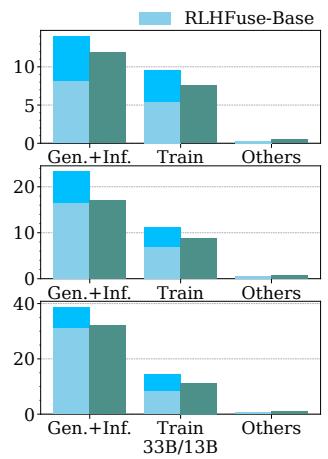 RLHFuse-Base
10
5
0
Gen.+Inf. Train Others
20
10
0
Gen.+Inf. Train Others
40
20
0
Gen.+Inf. Train Others
33B/13B